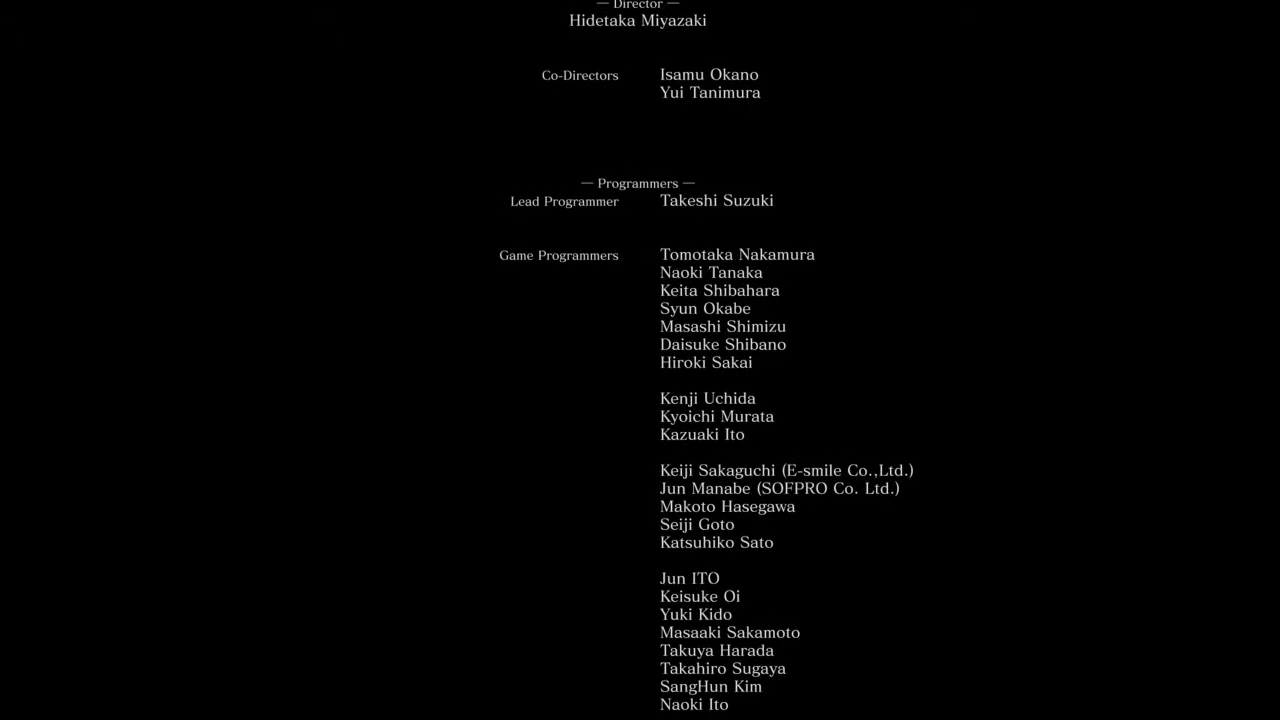 — Director —
Hidetaka Miyazaki
Co-Directors Isamu Okano
Yui Tanimura
— Programmers —
Lead Programmer Takeshi Suzuki
Game Programmers Tomotaka Nakamura
Naoki Tanaka
Keita Shibahara
Syun Okabe
Masashi Shimizu
Daisuke Shibano
Hiroki Sakai
Kenji Uchida
Kyoichi Murata
Kazuaki Ito
Keiji Sakaguchi (E-smile Co.,Ltd.)
Jun Manabe (SOFPRO Co. Ltd.)
Makoto Hasegawa
Seiji Goto
Katsuhiko Sato
Jun ITO
Keisuke Oi
Yuki Kido
Masaaki Sakamoto
Takuya Harada
Takahiro Sugaya
SangHun Kim
Naoki Ito